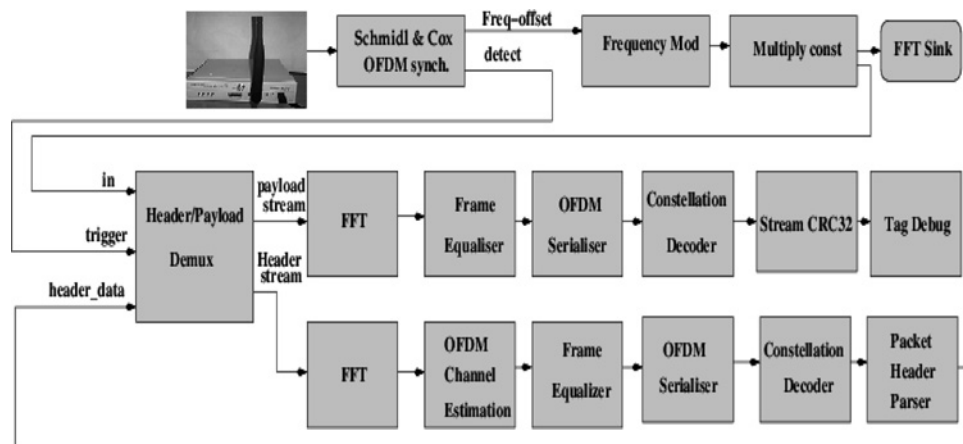 Freq-offset
Schmidl & Cox
OFDM synch.
detect
Frequency Mod
Multiply const
FFT Sink
in
trigger
header_data
Header/Payload
Demux
payload
stream
Header
stream
FFT
Frame
Equaliser
OFDM
Serialiser
Constellation
Decoder
Stream CRC32
Tag Debug
FFT
OFDM
Channel
Estimation
Frame
Equalizer
OFDM
Serialiser
Constellation
Decoder
Packet
Header
Parser